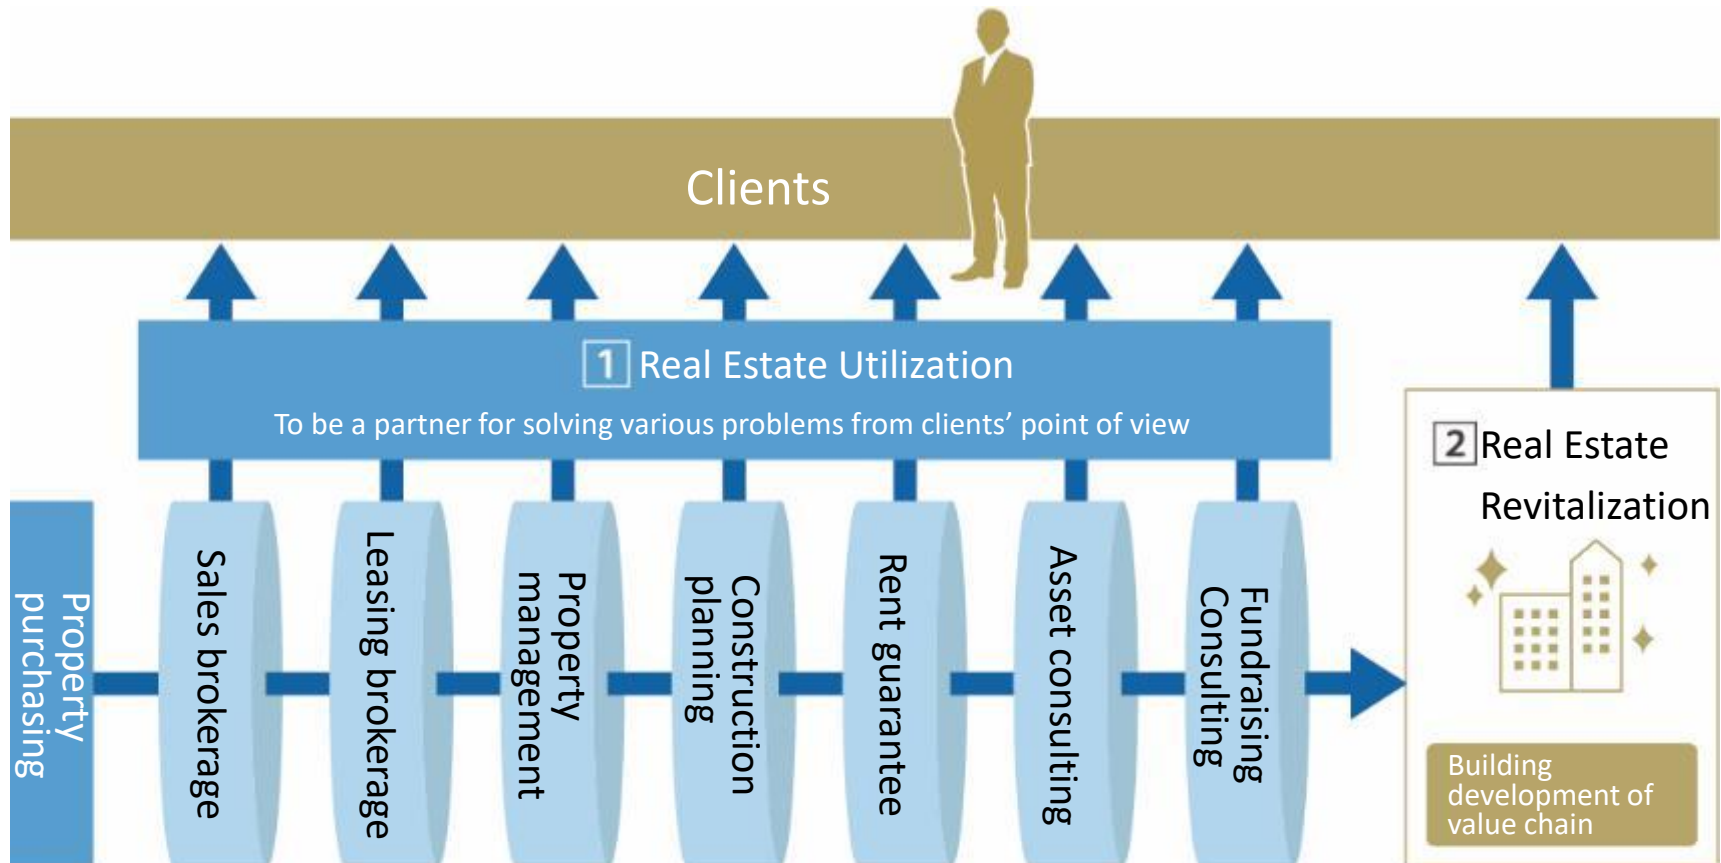 Clients
1 Real Estate Utilization
To be a partner for solving various problems from clients’ point of view
Property
purchasing
Sales brokerage
Leasing brokerage
Property
management
Construction
planning
Rent guarantee
Asset consulting
Fundraising
Consulting
2 Real Estate
Revitalization
Building
development of
value chain